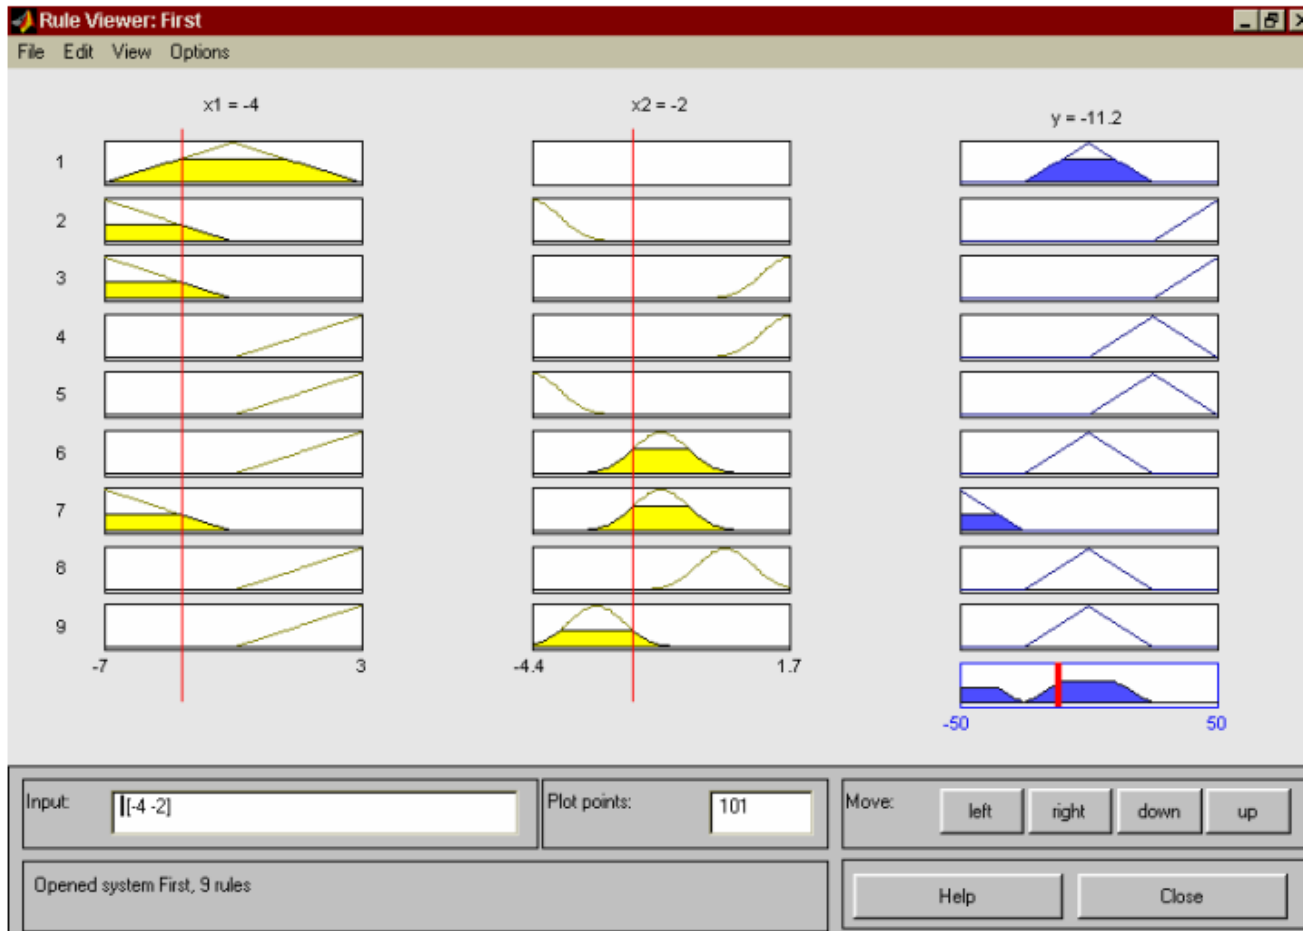 Rule Viewer: First
File Edit View Options
x1 = -4 x2 = -2 y = -11.2
1
2
3
4
5
6
7
8
9
-7 3 -4.4 1.7
-50 50
Input: [-4 -2] Plot points: 101 Move: left right down up
Opened system First, 9 rules Help Close